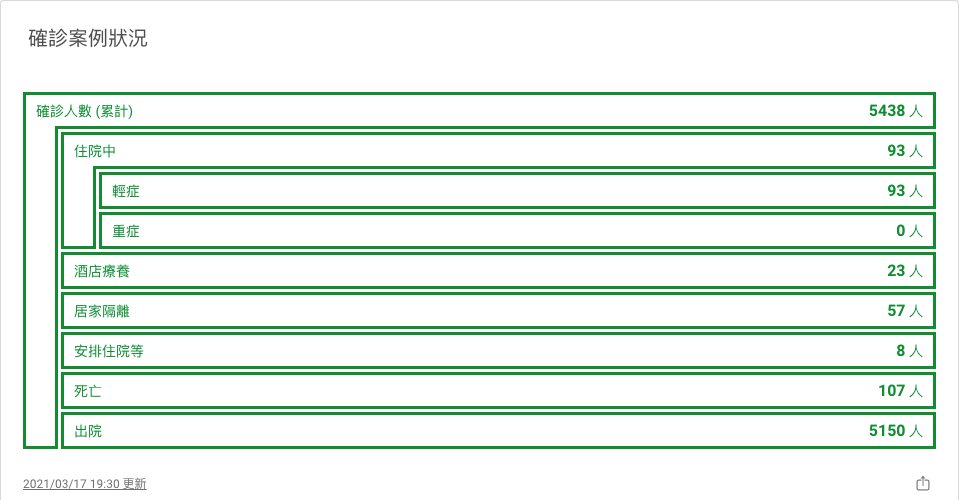 確診案例狀況
確診人數 (累計) 5438 人
住院中 93 人
輕症 93 人
重症 0 人
酒店療養 23 人
居家隔離 57 人
安排住院等 8 人
死亡 107 人
出院 5150 人
2021/03/17 19:30 更新